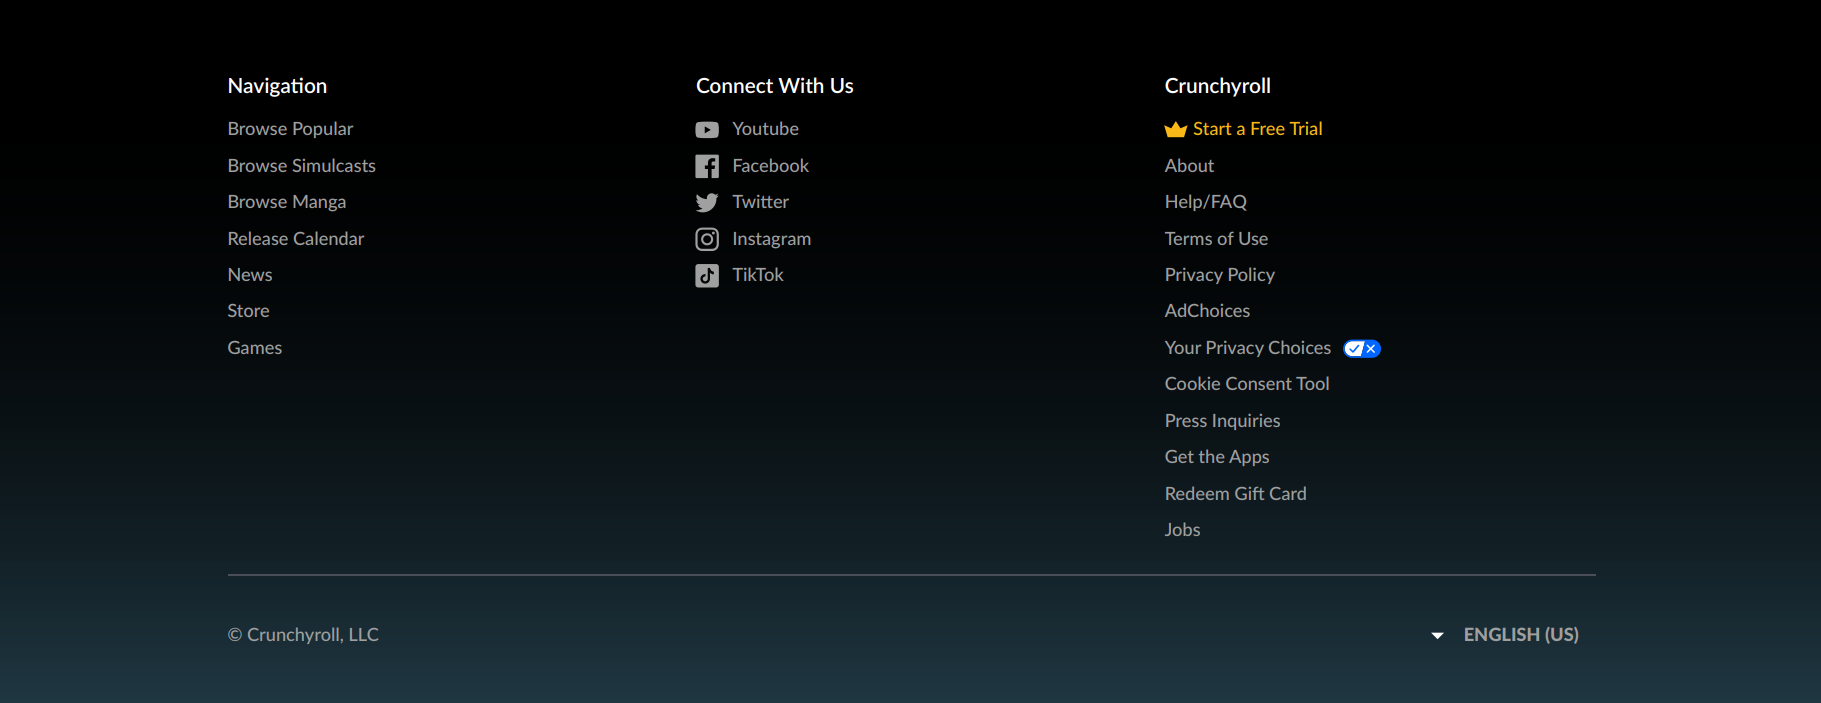 Navigation
Browse Popular
Browse Simulcasts
Browse Manga
Release Calendar
News
Store
Games
Connect With Us
Youtube
Facebook
Twitter
Instagram
TikTok
Crunchyroll
Start a Free Trial
About
Help/FAQ
Terms of Use
Privacy Policy
AdChoices
Your Privacy Choices
Cookie Consent Tool
Press Inquiries
Get the Apps
Redeem Gift Card
Jobs
© Crunchyroll, LLC
ENGLISH (US)